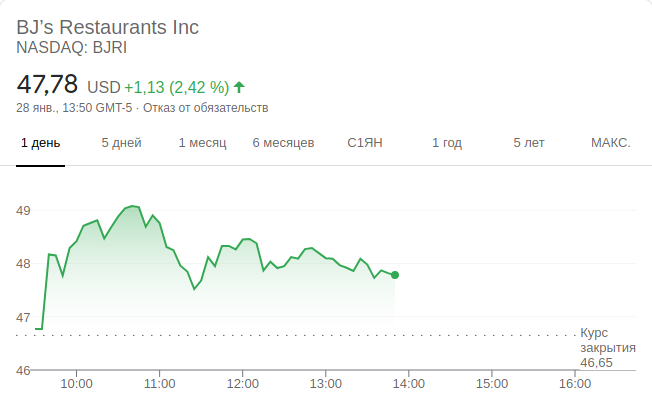 BJ’s Restaurants Inc
NASDAQ: BJRI
47,78 USD +1,13 (2,42 %)
28 янв., 13:50 GMT-5 · Отказ от обязательств
1 день 5 дней 1 месяц 6 месяцев С1ЯН 1 год 5 лет МАКС.
49
48
47
Курс
закрытия
46,65
46
10:00 11:00 12:00 13:00 14:00 15:00 16:00